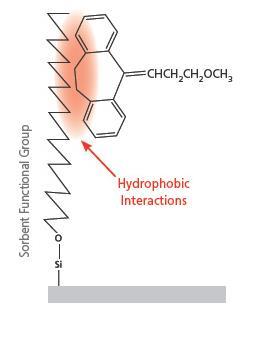 =CHCH₂CH₂OCH₃
Hydrophobic
Interactions
Sorbent Functional Group
O
Si